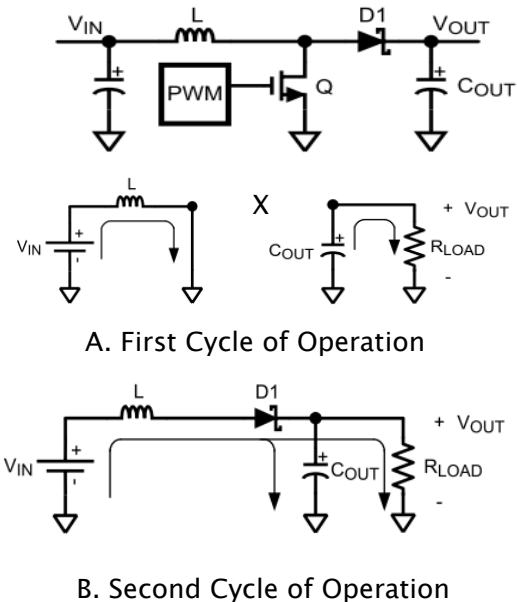 VIN L D1 VOUT
PWM Q COUT
L X + VOUT
VIN + - COUT + RLOAD
-
A. First Cycle of Operation
L D1 + VOUT
VIN + - + COUT RLOAD
-
B. Second Cycle of Operation